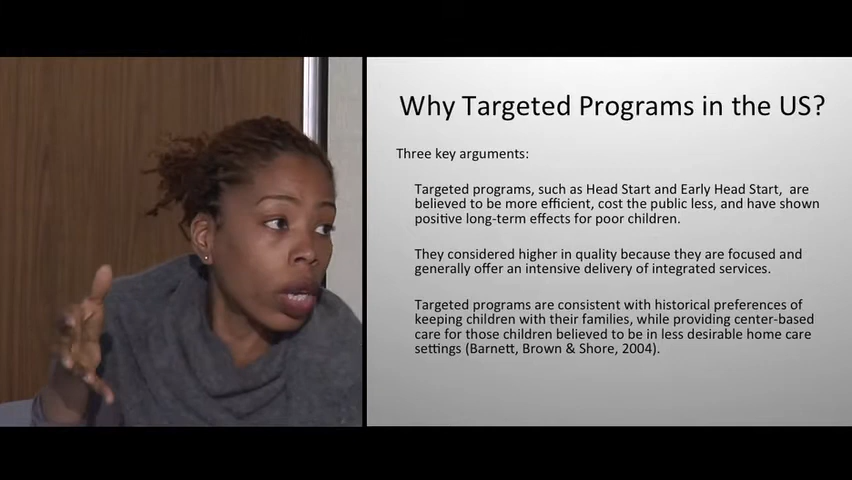 Why Targeted Programs in the US?
Three key arguments:
Targeted programs, such as Head Start and Early Head Start, are
believed to be more efficient, cost the public less, and have shown
positive long-term effects for poor children.
They considered higher in quality because they are focused and
generally offer an intensive delivery of integrated services.
Targeted programs are consistent with historical preferences of
keeping children with their families, while providing center-based
care for those children believed to be in less desirable home care
settings (Barnett, Brown & Shore, 2004).